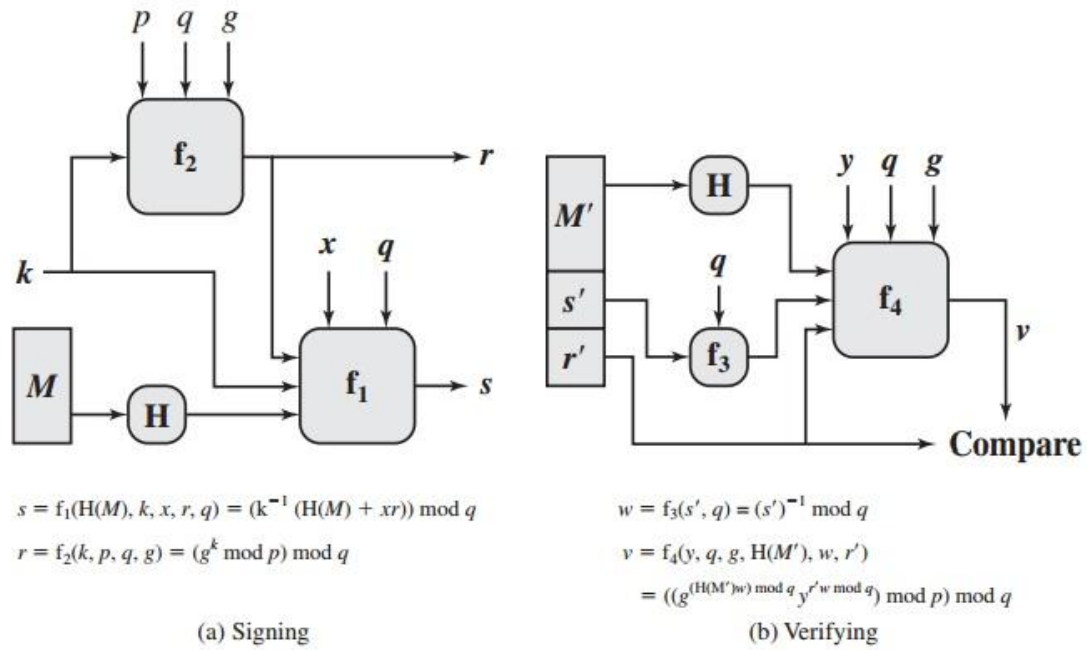 p q g
f₂
r
k
x q
M
H
f₁
s
s = f₁(H(M), k, x, r, q) = (k⁻¹ (H(M) + xr)) mod q
r = f₂(k, p, q, g) = (gᵏ mod p) mod q
(a) Signing
y q g
M′
H
q
s′
f₃
f₄
r′
v
Compare
w = f₃(s′, q) = (s′)⁻¹ mod q
v = f₄(y, q, g, H(M′), w, r′)
= ((g^(H(M′)w) mod q y^r′w mod q) mod p) mod q
(b) Verifying